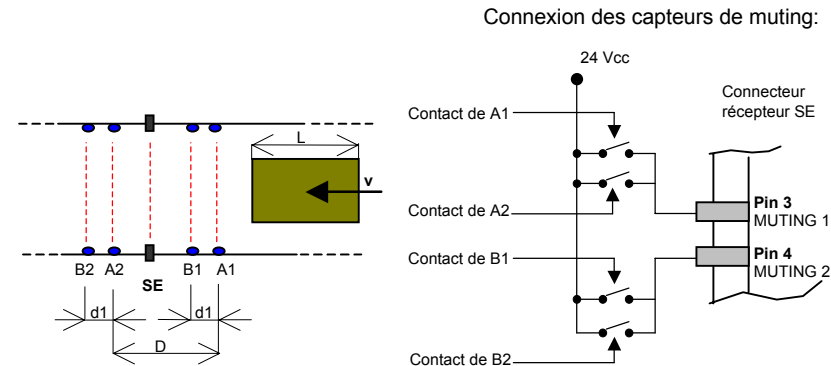 Connexion des capteurs de muting:
24 Vcc
Connecteur
récepteur SE
Contact de A1
Contact de A2
Contact de B1
Contact de B2
Pin 3
MUTING 1
Pin 4
MUTING 2
L
v
B2 A2 B1 A1
SE
d1 d1
D